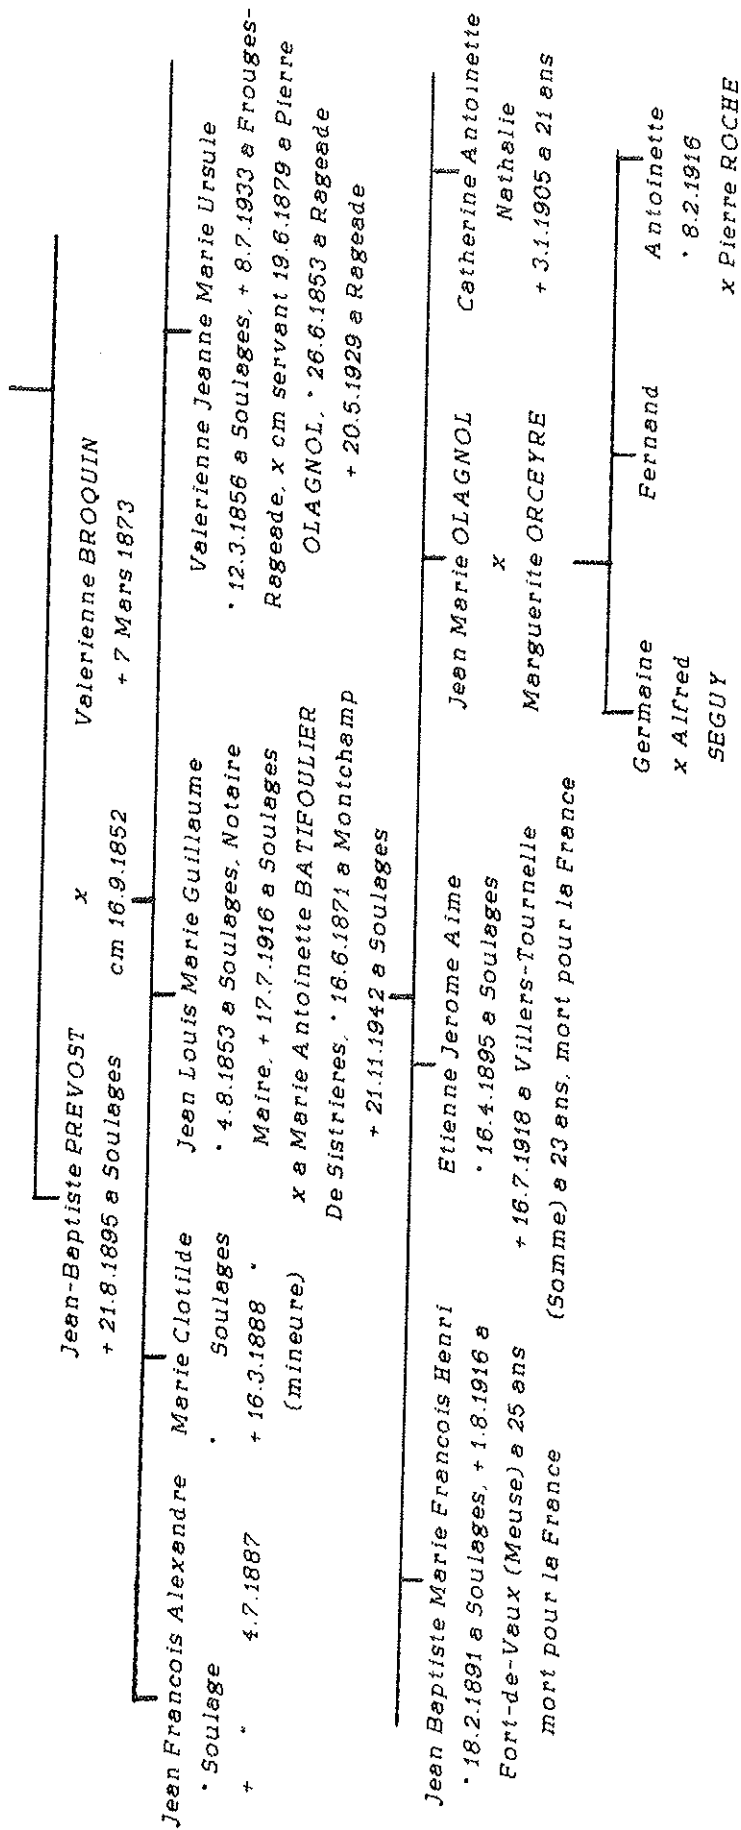 Jean-Baptiste PREVOST
+ 21.8.1895 a Soulages
x
cm 16.9.1852
Valerienne BROQUIN
+ 7 Mars 1873
Jean Francois Alexandre
° Soulage
+ " 4.7.1887
Marie Clotilde
° Soulages
+ 16.3.1888 "
(mineure)
Jean Louis Marie Guillaume
° 4.8.1853 a Soulages, Notaire
Maire, + 17.7.1916 a Soulages
x a Marie Antoinette BATIFOULIER
De Sistrieres, ° 16.6.1871 a Montchamp
+ 21.11.1942 a Soulages
Valerienne Jeanne Marie Ursule
° 12.3.1856 a Soulages, + 8.7.1933 a Frouges-
Rageade, x cm servant 19.6.1879 a Pierre
OLAGNOL, ° 26.6.1853 a Rageade
+ 20.5.1929 a Rageade
Jean Baptiste Marie Francois Henri
° 18.2.1891 a Soulages, + 1.8.1916 a
Fort-de-Vaux (Meuse) a 25 ans
mort pour la France
Etienne Jerome Aime
° 16.4.1895 a Soulages
+ 16.7.1918 a Villers-Tournelle
(Somme) a 23 ans, mort pour la France
Jean Marie OLAGNOL
x
Marguerite ORCEYRE
Catherine Antoinette
Nathalie
+ 3.1.1905 a 21 ans
Germaine
x Alfred
SEGUY
Fernand
Antoinette
° 8.2.1916
x Pierre ROCHE